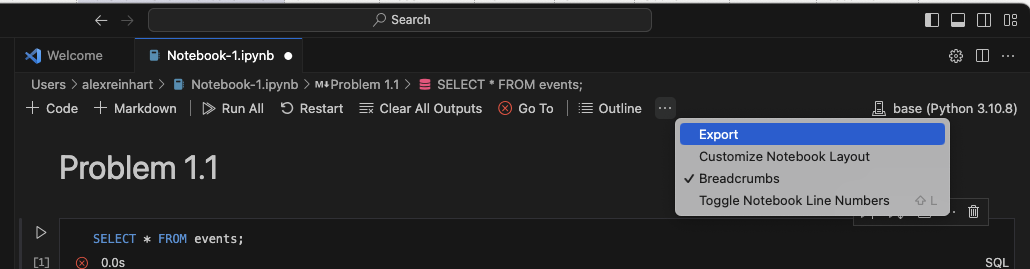 Search
Welcome
Notebook-1.ipynb
Users > alexreinhart > Notebook-1.ipynb > M↓Problem 1.1 > SELECT * FROM events;
+ Code + Markdown Run All Restart Clear All Outputs Go To Outline ··· base (Python 3.10.8)
Export
Customize Notebook Layout
✓ Breadcrumbs
Toggle Notebook Line Numbers ⇧ L
Problem 1.1
SELECT * FROM events;
[1] 0.0s SQL